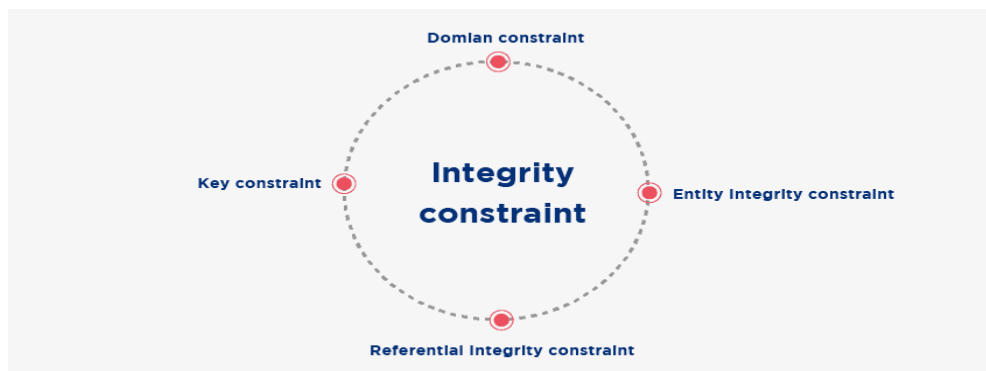 Domian constraint
Integrity
constraint
Key constraint
Entity Integrity constraint
Referential Integrity constraint